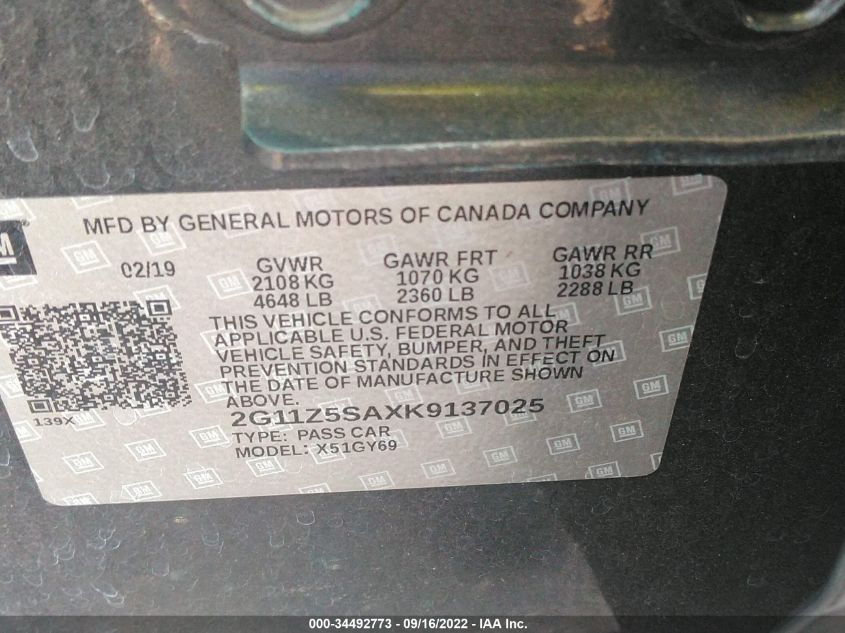 GM
MFD BY GENERAL MOTORS OF CANADA COMPANY
02/19 GVWR GAWR FRT GAWR RR
2108 KG 1070 KG 1038 KG
4648 LB 2360 LB 2288 LB
THIS VEHICLE CONFORMS TO ALL
APPLICABLE U.S. FEDERAL MOTOR
VEHICLE SAFETY, BUMPER, AND THEFT
PREVENTION STANDARDS IN EFFECT ON
THE DATE OF MANUFACTURE SHOWN
ABOVE.
139X 2G11Z5SAXK9137025
TYPE: PASS CAR
MODEL: X51GY69
000-34492773 - 09/16/2022 - IAA Inc.